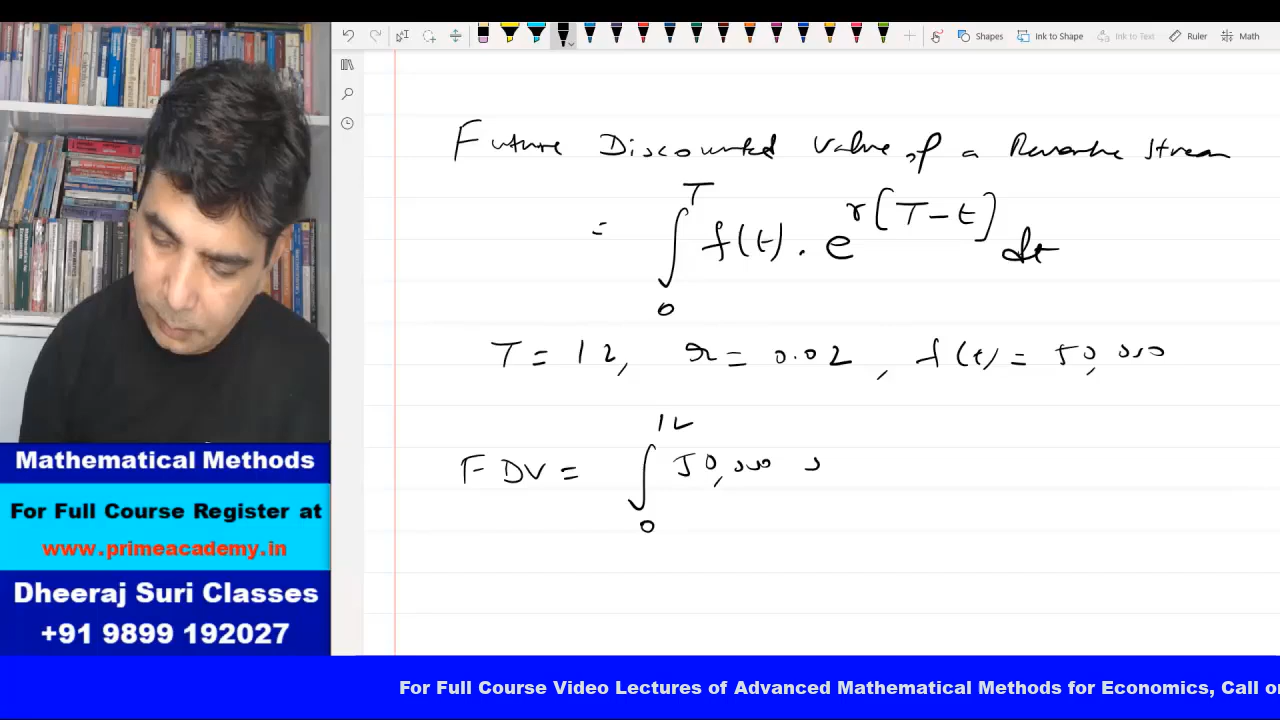 Shapes Ink to Shape Ink to Text Ruler Math
Future Discounted Value of a Revenue Stream
= ∫₀ᵀ f(t) . e^{r[T-t]} dt
T = 12, r = 0.02, f(t) = 50,000
FDV = ∫₀¹² 50,000
Mathematical Methods
For Full Course Register at
www.primeacademy.in
Dheeraj Suri Classes
+91 9899 192027
For Full Course Video Lectures of Advanced Mathematical Methods for Economics, Call